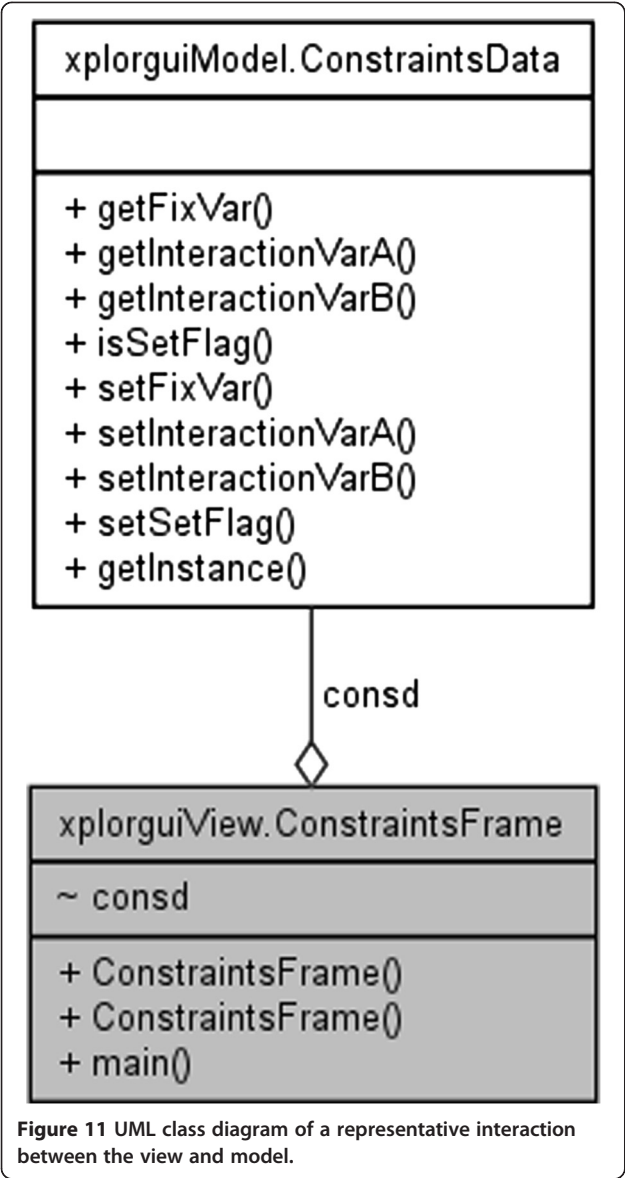 xplorguiModel.ConstraintsData
+ getFixVar()
+ getInteractionVarA()
+ getInteractionVarB()
+ isSetFlag()
+ setFixVar()
+ setInteractionVarA()
+ setInteractionVarB()
+ setSetFlag()
+ getInstance()
consd
xplorguiView.ConstraintsFrame
~ consd
+ ConstraintsFrame()
+ ConstraintsFrame()
+ main()
Figure 11 UML class diagram of a representative interaction
between the view and model.